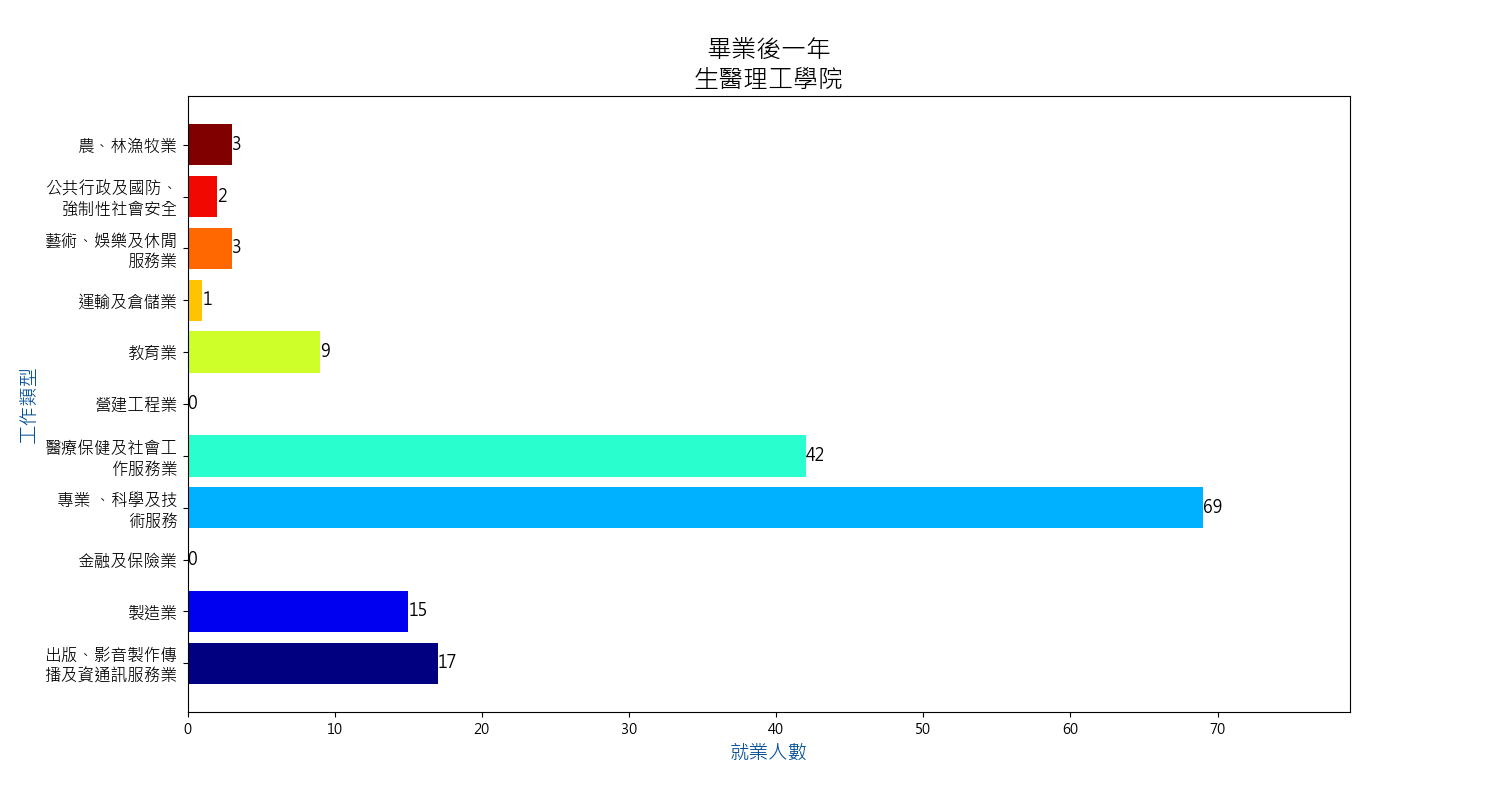 畢業後一年
生醫理工學院
農、林漁牧業
3
公共行政及國防、
強制性社會安全
2
藝術、娛樂及休閒
服務業
3
運輸及倉儲業
1
教育業
9
營建工程業
0
醫療保健及社會工
作服務業
42
專業 、科學及技
術服務
69
金融及保險業
0
製造業
15
出版、影音製作傳
播及資通訊服務業
17
工作類型
0 10 20 30 40 50 60 70
就業人數